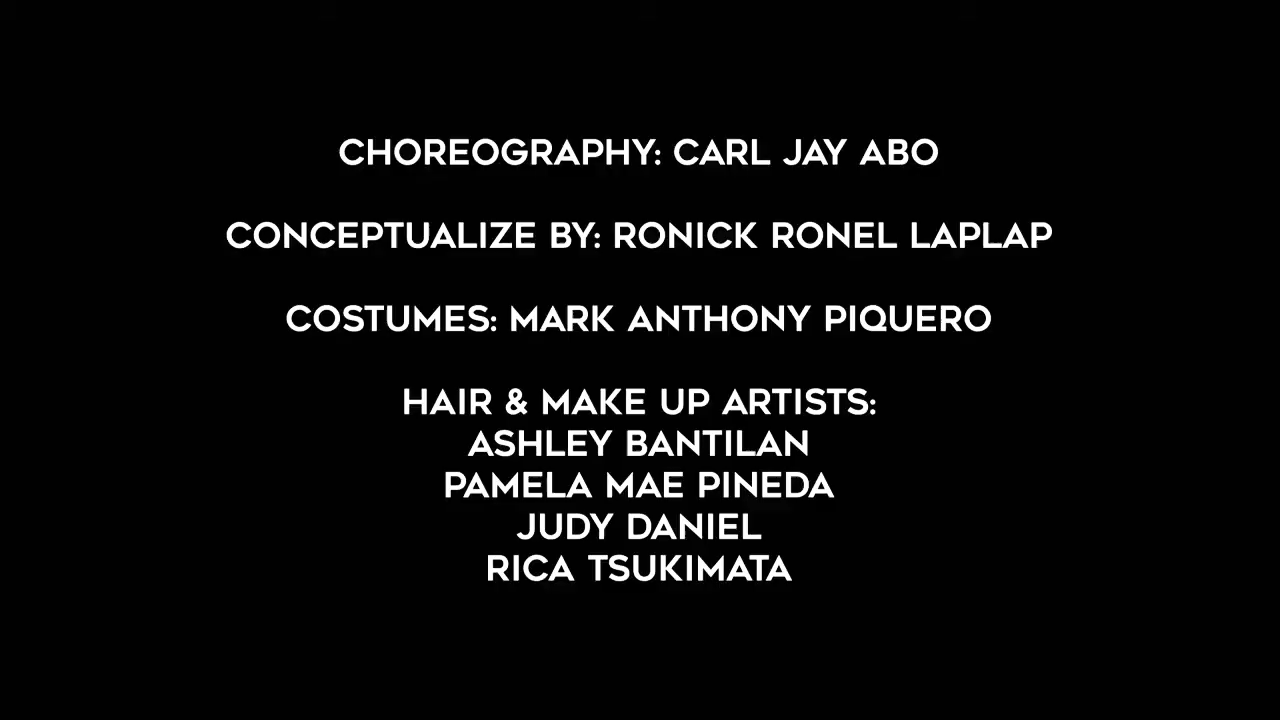 CHOREOGRAPHY: CARL JAY ABO
CONCEPTUALIZE BY: RONICK RONEL LAPLAP
COSTUMES: MARK ANTHONY PIQUERO
HAIR & MAKE UP ARTISTS:
ASHLEY BANTILAN
PAMELA MAE PINEDA
JUDY DANIEL
RICA TSUKIMATA